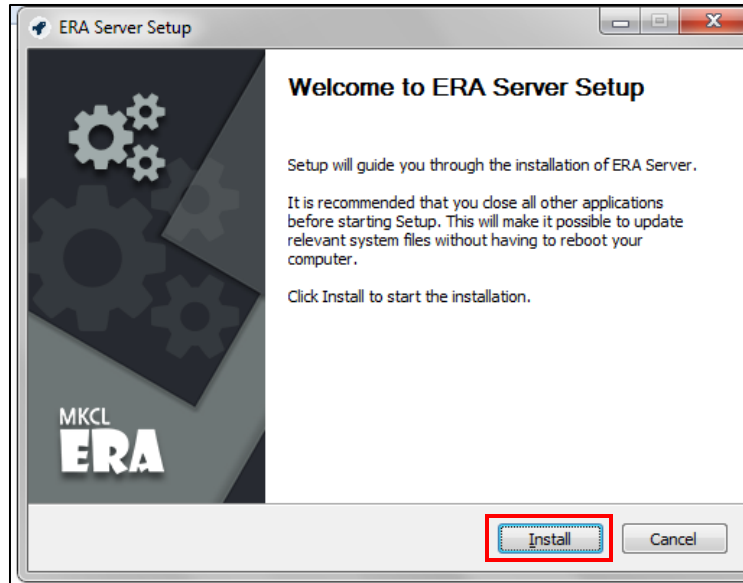 ERA Server Setup
Welcome to ERA Server Setup
Setup will guide you through the installation of ERA Server.
It is recommended that you close all other applications
before starting Setup. This will make it possible to update
relevant system files without having to reboot your
computer.
Click Install to start the installation.
MKCL
ERA
Install
Cancel